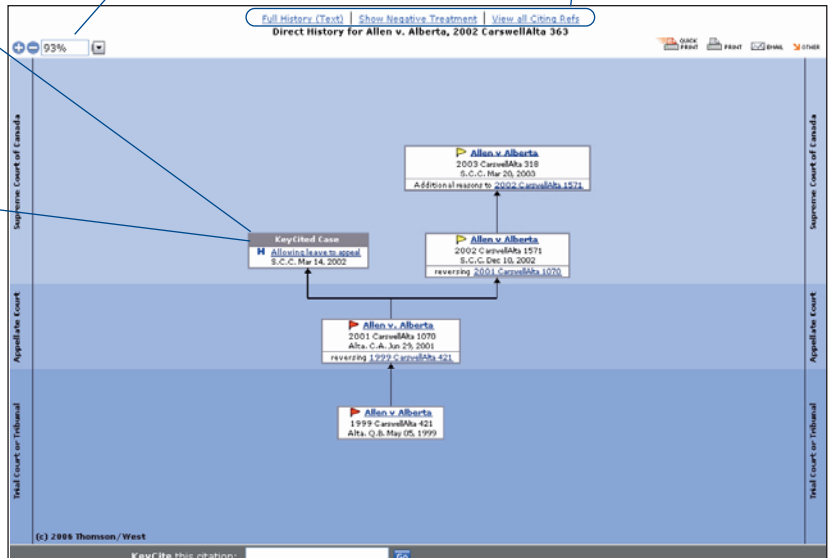 Full History (Text) | Show Negative Treatment | View all Citing Refs
Direct History for Allen v. Alberta, 2002 CarswellAlta 363
93%
QUICK PRINT PRINT EMAIL OTHER
Supreme Court of Canada
Allen v. Alberta
2003 CarswellAlta 318
S.C.C. Mar 20, 2003
Additional reasons to 2002 CarswellAlta 1571
Supreme Court of Canada
KeyCited Case
H Allowing leave to appeal
S.C.C. Mar 14, 2002
Allen v. Alberta
2002 CarswellAlta 1571
S.C.C. Dec 10, 2002
reversing 2001 CarswellAlta 1070
Appellate Court
Allen v. Alberta
2001 CarswellAlta 1070
Alta. C.A. Jun 29, 2001
reversing 1999 CarswellAlta 421
Appellate Court
Trial Court or Tribunal
Allen v. Alberta
1999 CarswellAlta 421
Alta. Q.B. May 05, 1999
Trial Court or Tribunal
(c) 2006 Thomson/West
KeyCite this citation: Go